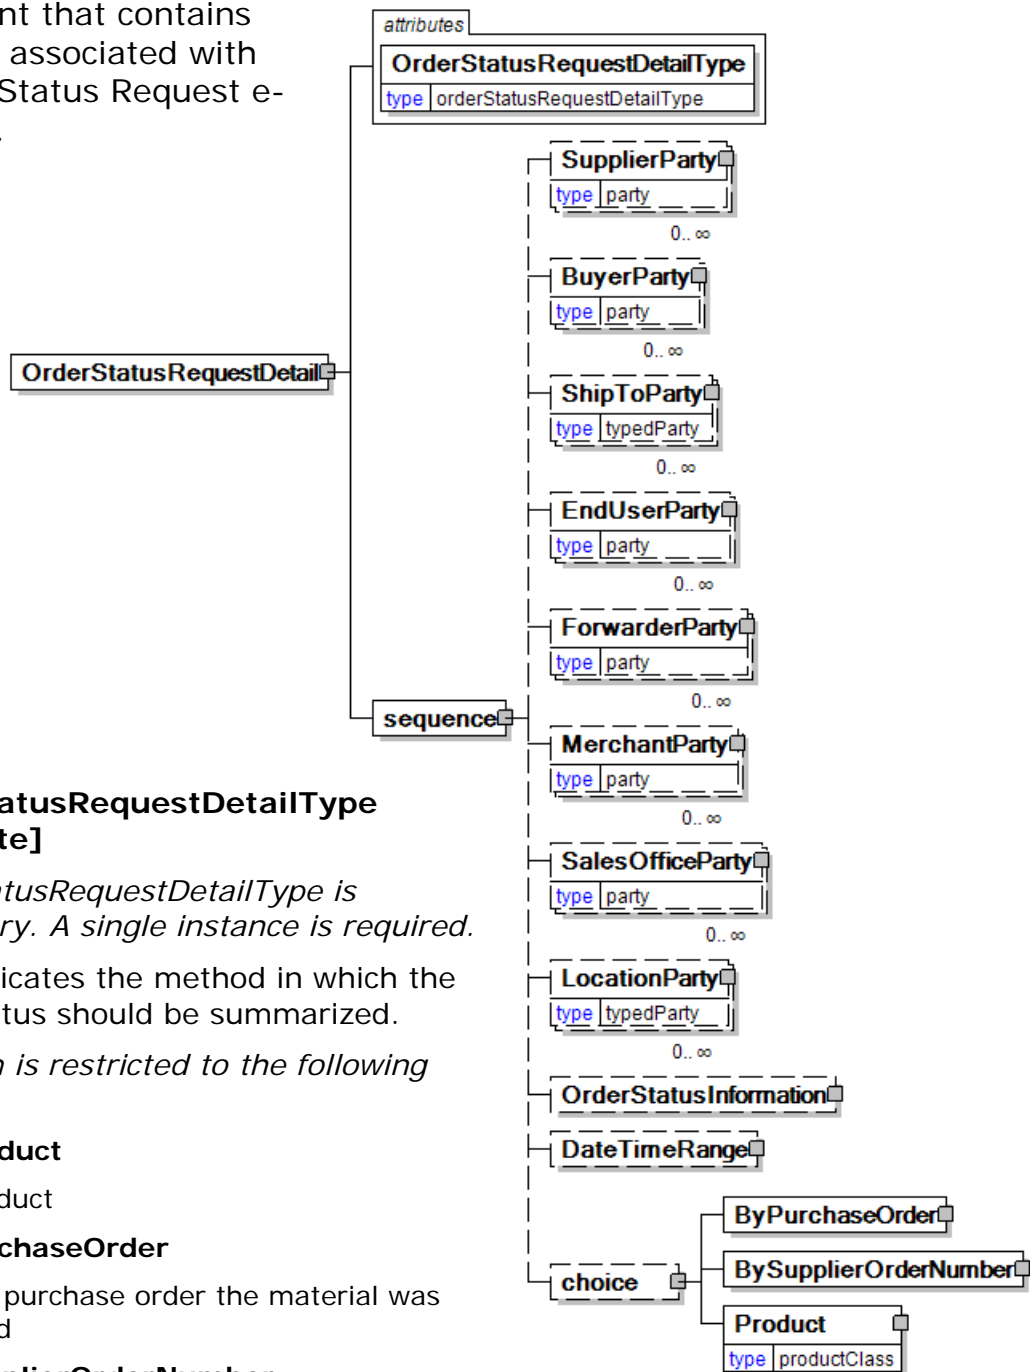 nt that contains
associated with
Status Request e-
.
attributes
OrderStatusRequestDetailType
type orderStatusRequestDetailType
SupplierParty
type party
0.. ∞
BuyerParty
type party
0.. ∞
OrderStatusRequestDetail
ShipToParty
type typedParty
0.. ∞
EndUserParty
type party
0.. ∞
ForwarderParty
type party
0.. ∞
sequence
MerchantParty
type party
0.. ∞
SalesOfficeParty
type party
0.. ∞
LocationParty
type typedParty
0.. ∞
OrderStatusInformation
DateTimeRange
choice
ByPurchaseOrder
BySupplierOrderNumber
Product
type productClass
atusRequestDetailType
te]
atusRequestDetailType is
ry. A single instance is required.
licates the method in which the
tus should be summarized.
n is restricted to the following
duct
duct
chaseOrder
purchase order the material was
d
plierOrderNumber